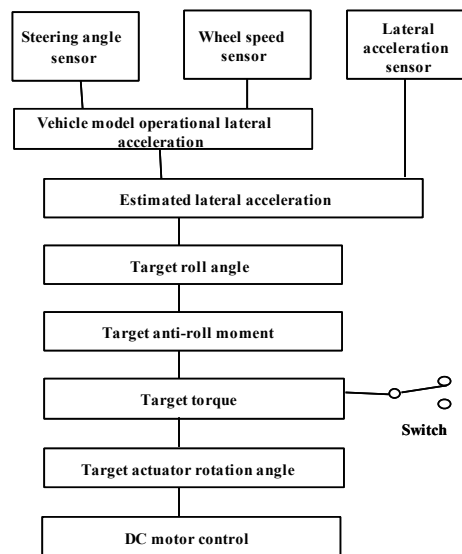 Steering angle
sensor
Wheel speed
sensor
Lateral
acceleration
sensor
Vehicle model operational lateral
acceleration
Estimated lateral acceleration
Target roll angle
Target anti-roll moment
Target torque
Switch
Target actuator rotation angle
DC motor control